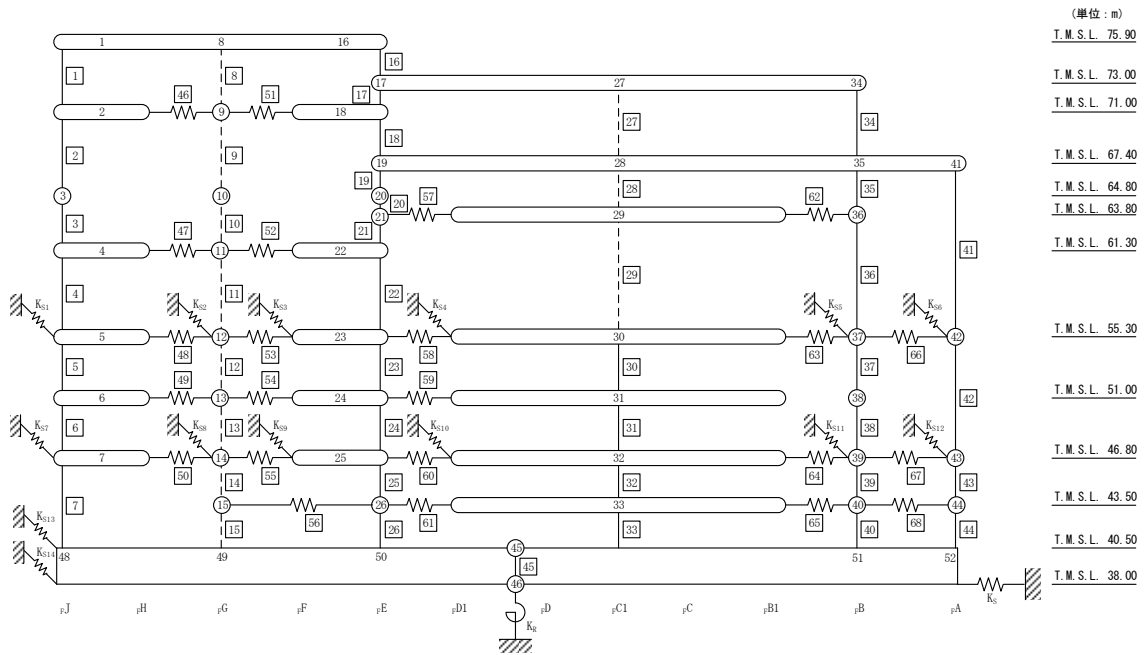 (単位：m)
T.M.S.L. 75.90
1 8 16
1 8 16
T.M.S.L. 73.00
17 27 34
46 51 17
T.M.S.L. 71.00
2 9 18
27 34
2 9 18
T.M.S.L. 67.40
19 28 35 41
19 57 28 62 35
T.M.S.L. 64.80
3 10 20
20
T.M.S.L. 63.80
21 29 36
3 47 10 52 21
T.M.S.L. 61.30
4 11 22
41
29 36
4 11 22
KS1 KS2 KS3 KS4 KS5 KS6
T.M.S.L. 55.30
5 12 23 30 37 42
48 53 58 63 66
5 12 23 30 37
49 54 59
T.M.S.L. 51.00
6 13 24 31 38
42
KS7 KS8 KS9 KS10 KS11 KS12
6 13 24 31 38
T.M.S.L. 46.80
7 14 25 32 39 43
50 55 60 64 67
14 25 32 39 43
T.M.S.L. 43.50
7 15 26 33 40 44
KS13
56 61 65 68
15 26 33 40 44
T.M.S.L. 40.50
KS14
48 49 50 45 51 52
45
T.M.S.L. 38.00
46
KS
FJ FH FG FF FE FD1 FD FC1 FC FB1 FB FA
KR